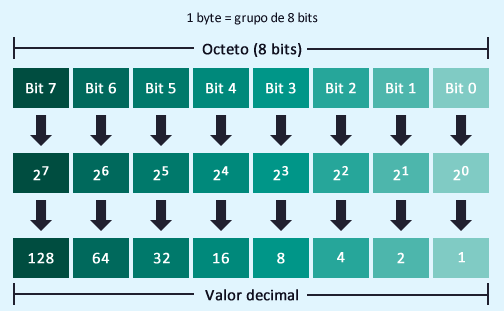 1 byte = grupo de 8 bits
Octeto (8 bits)
Bit 7 Bit 6 Bit 5 Bit 4 Bit 3 Bit 2 Bit 1 Bit 0
2⁷ 2⁶ 2⁵ 2⁴ 2³ 2² 2¹ 2⁰
128 64 32 16 8 4 2 1
Valor decimal